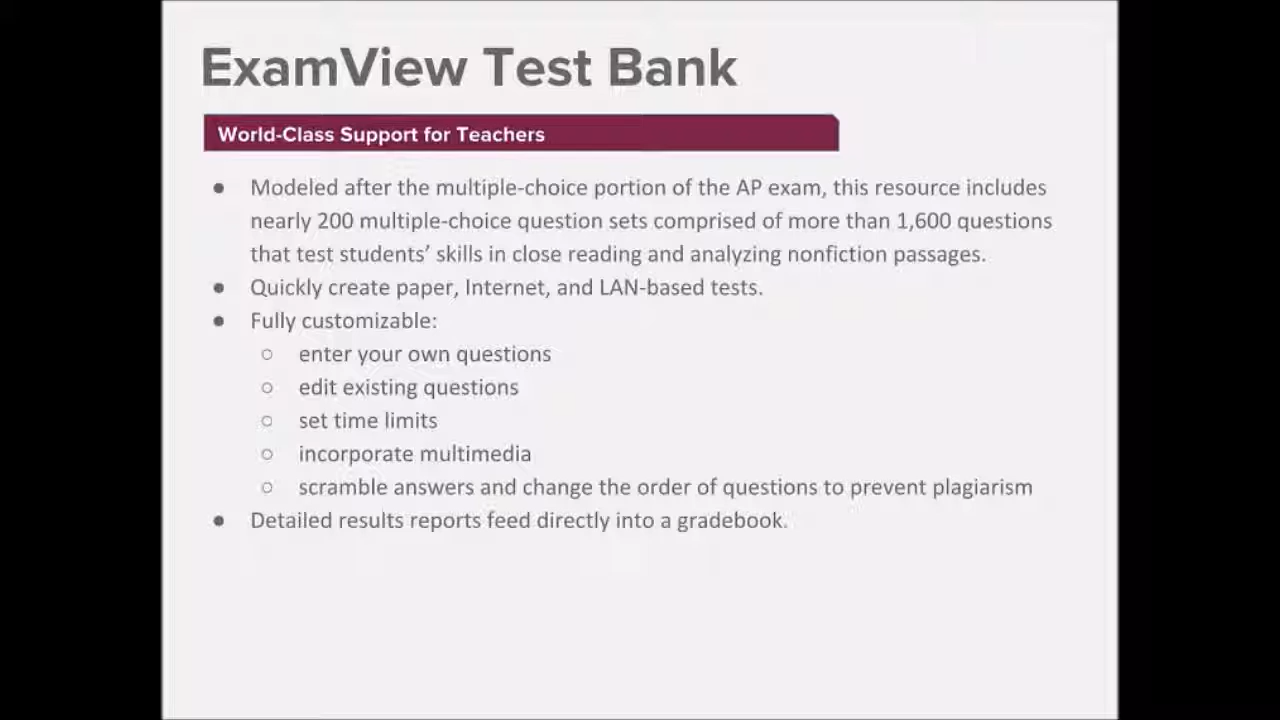 ExamView Test Bank
World-Class Support for Teachers
● Modeled after the multiple-choice portion of the AP exam, this resource includes
nearly 200 multiple-choice question sets comprised of more than 1,600 questions
that test students’ skills in close reading and analyzing nonfiction passages.
● Quickly create paper, Internet, and LAN-based tests.
● Fully customizable:
○ enter your own questions
○ edit existing questions
○ set time limits
○ incorporate multimedia
○ scramble answers and change the order of questions to prevent plagiarism
● Detailed results reports feed directly into a gradebook.